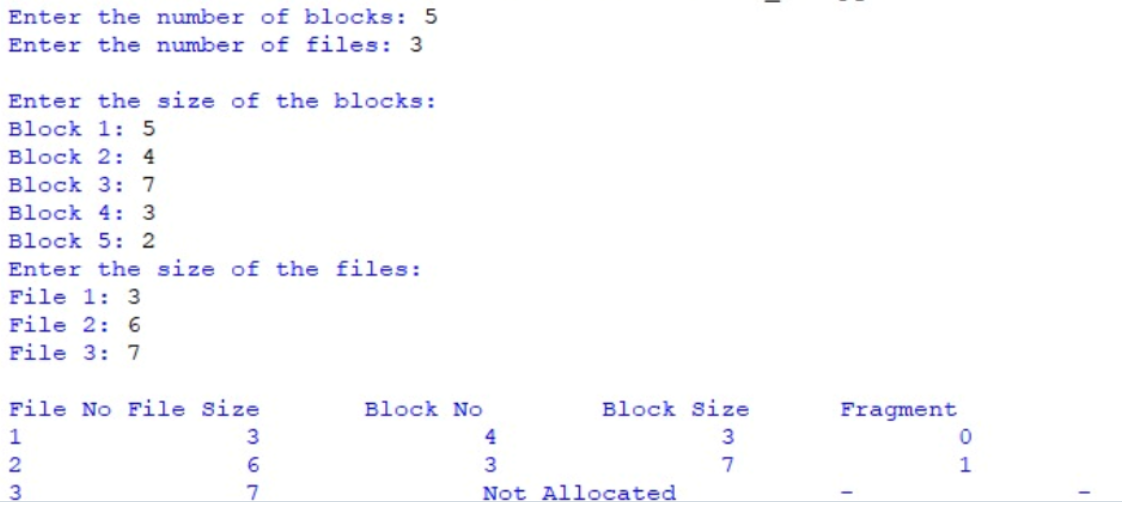 Enter the number of blocks: 5
Enter the number of files: 3
Enter the size of the blocks:
Block 1: 5
Block 2: 4
Block 3: 7
Block 4: 3
Block 5: 2
Enter the size of the files:
File 1: 3
File 2: 6
File 3: 7
File No File Size Block No Block Size Fragment
1 3 4 3 0
2 6 3 7 1
3 7 Not Allocated - -